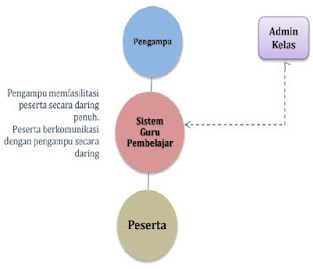 Pengampu
Admin
Kelas
Pengampu memfasilitasi
peserta secara daring
penuh.
Peserta berkomunikasi
dengan pengampu secara
daring
Sistem
Guru
Pembelajar
Peserta